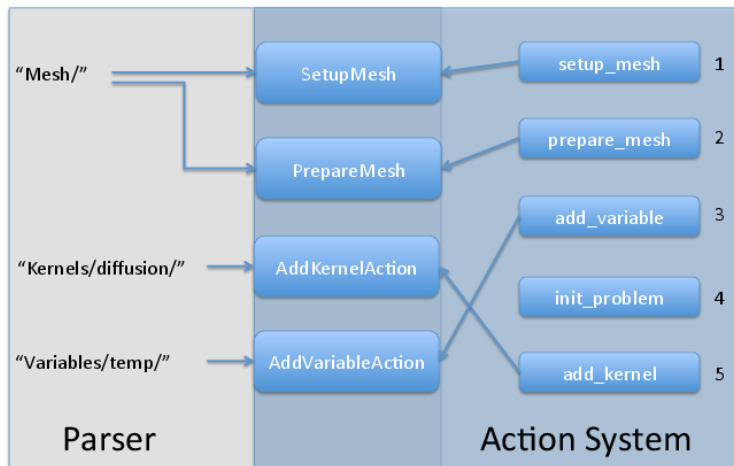 “Mesh/”
SetupMesh
setup_mesh
1
PrepareMesh
prepare_mesh
2
add_variable
3
“Kernels/diffusion/”
AddKernelAction
init_problem
4
“Variables/temp/”
AddVariableAction
add_kernel
5
Parser
Action System